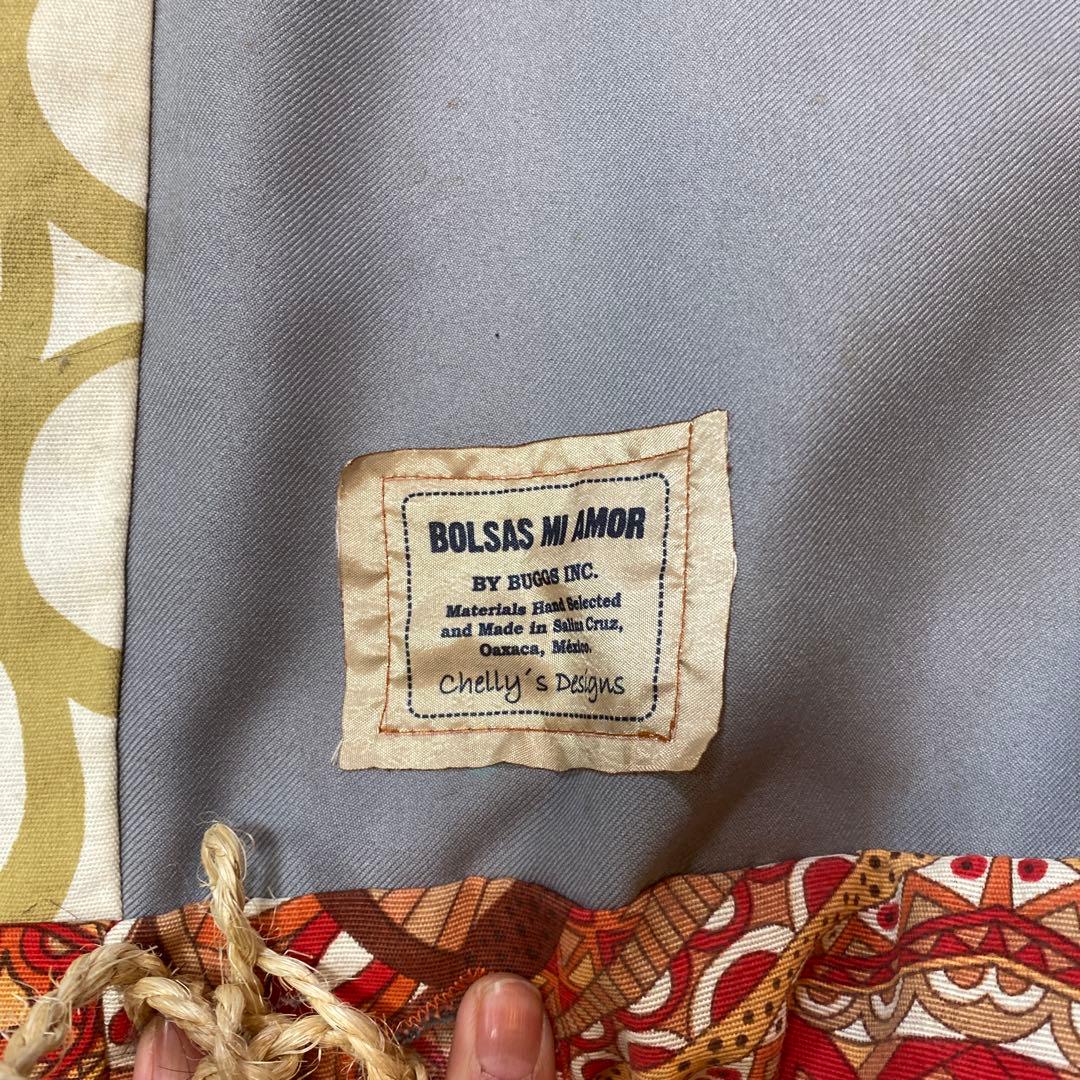 BOLSAS MI AMOR
BY BUGGS INC.
Materials Hand Selected
and Made in Salina Cruz,
Oaxaca, México.
Chelly´s Designs